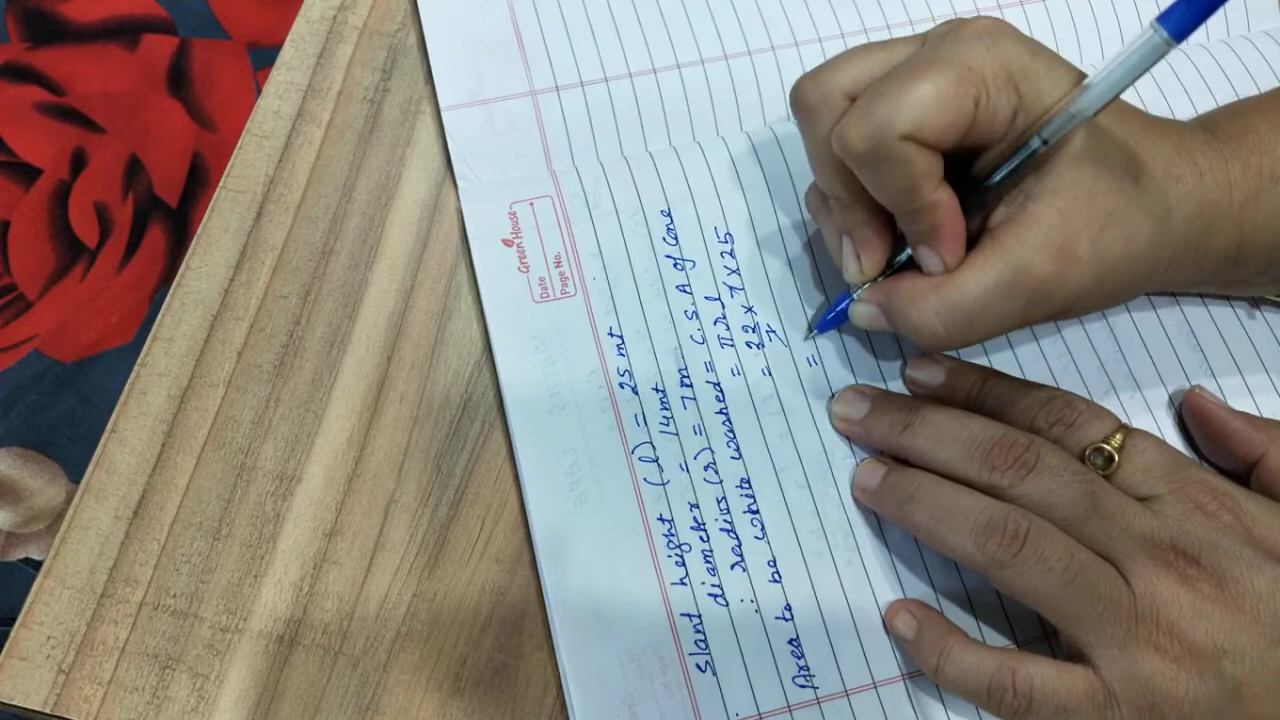 Green House
Date
Page No.
Slant height (l) = 25 mt
diameter = 14mt
∴ radius (r) = 7m
Area to be white washed = C.S.A of Cone
= π r l
= 22/7 x 7 x 25
=